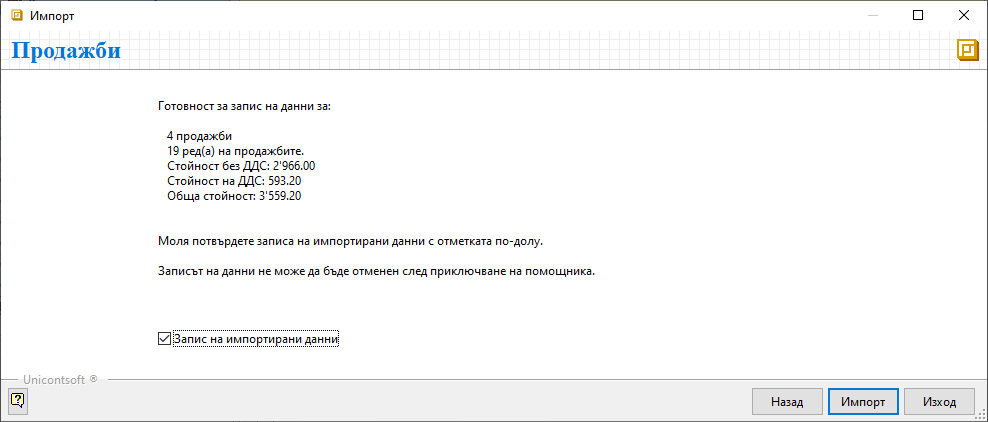 Импорт
Продажби
Готовност за запис на данни за:
4 продажби
19 ред(а) на продажбите.
Стойност без ДДС: 2'966.00
Стойност на ДДС: 593.20
Обща стойност: 3'559.20
Моля потвърдете записа на импортирани данни с отметката по-долу.
Записът на данни не може да бъде отменен след приключване на помощника.
Запис на импортирани данни
Unicontsoft ®
Назад Импорт Изход